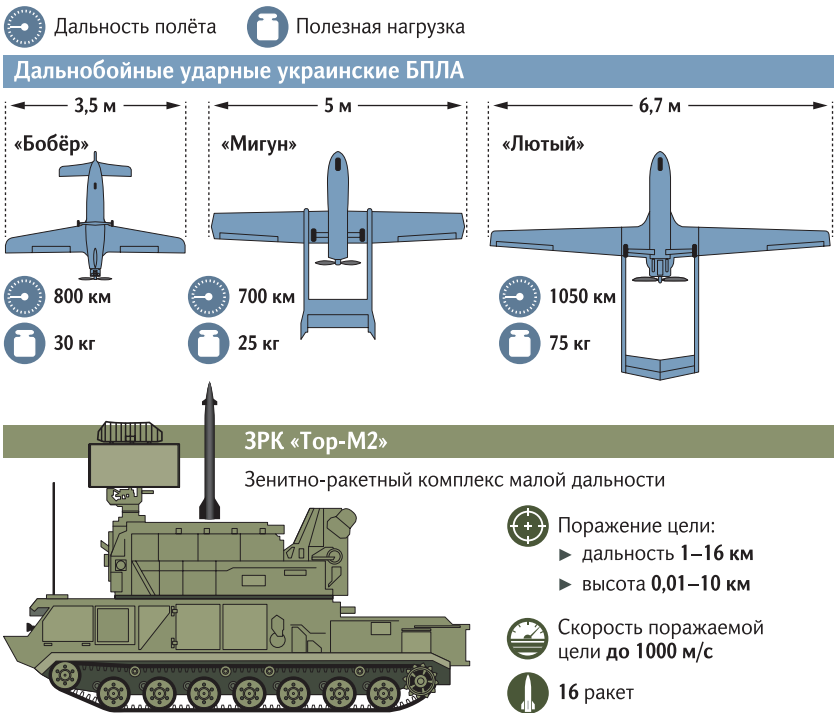 Дальность полёта
Полезная нагрузка
Дальнобойные ударные украинские БПЛА
3,5 м
5 м
6,7 м
«Бобёр»
«Мигун»
«Лютый»
800 км
700 км
1050 км
30 кг
25 кг
75 кг
ЗРК «Тор-М2»
Зенитно-ракетный комплекс малой дальности
Поражение цели:
► дальность 1–16 км
► высота 0,01–10 км
Скорость поражаемой
цели до 1000 м/с
16 ракет